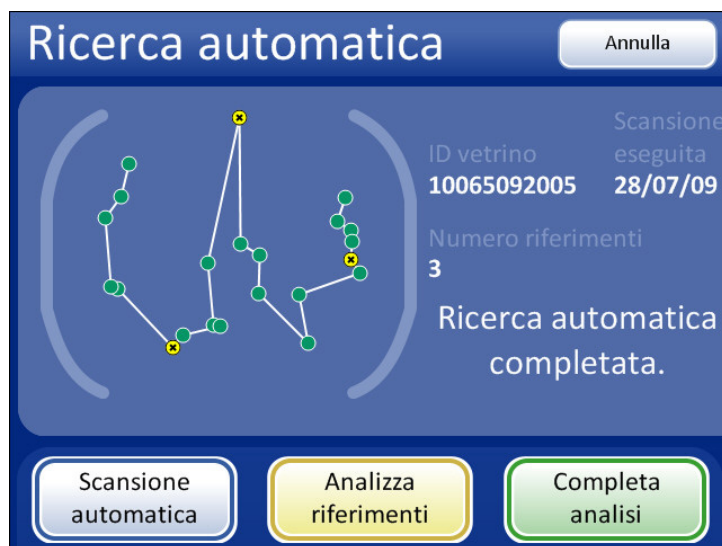 Ricerca automatica
Annulla
ID vetrino
10065092005
Scansione
eseguita
28/07/09
Numero riferimenti
3
Ricerca automatica
completata.
Scansione
automatica
Analizza
riferimenti
Completa
analisi